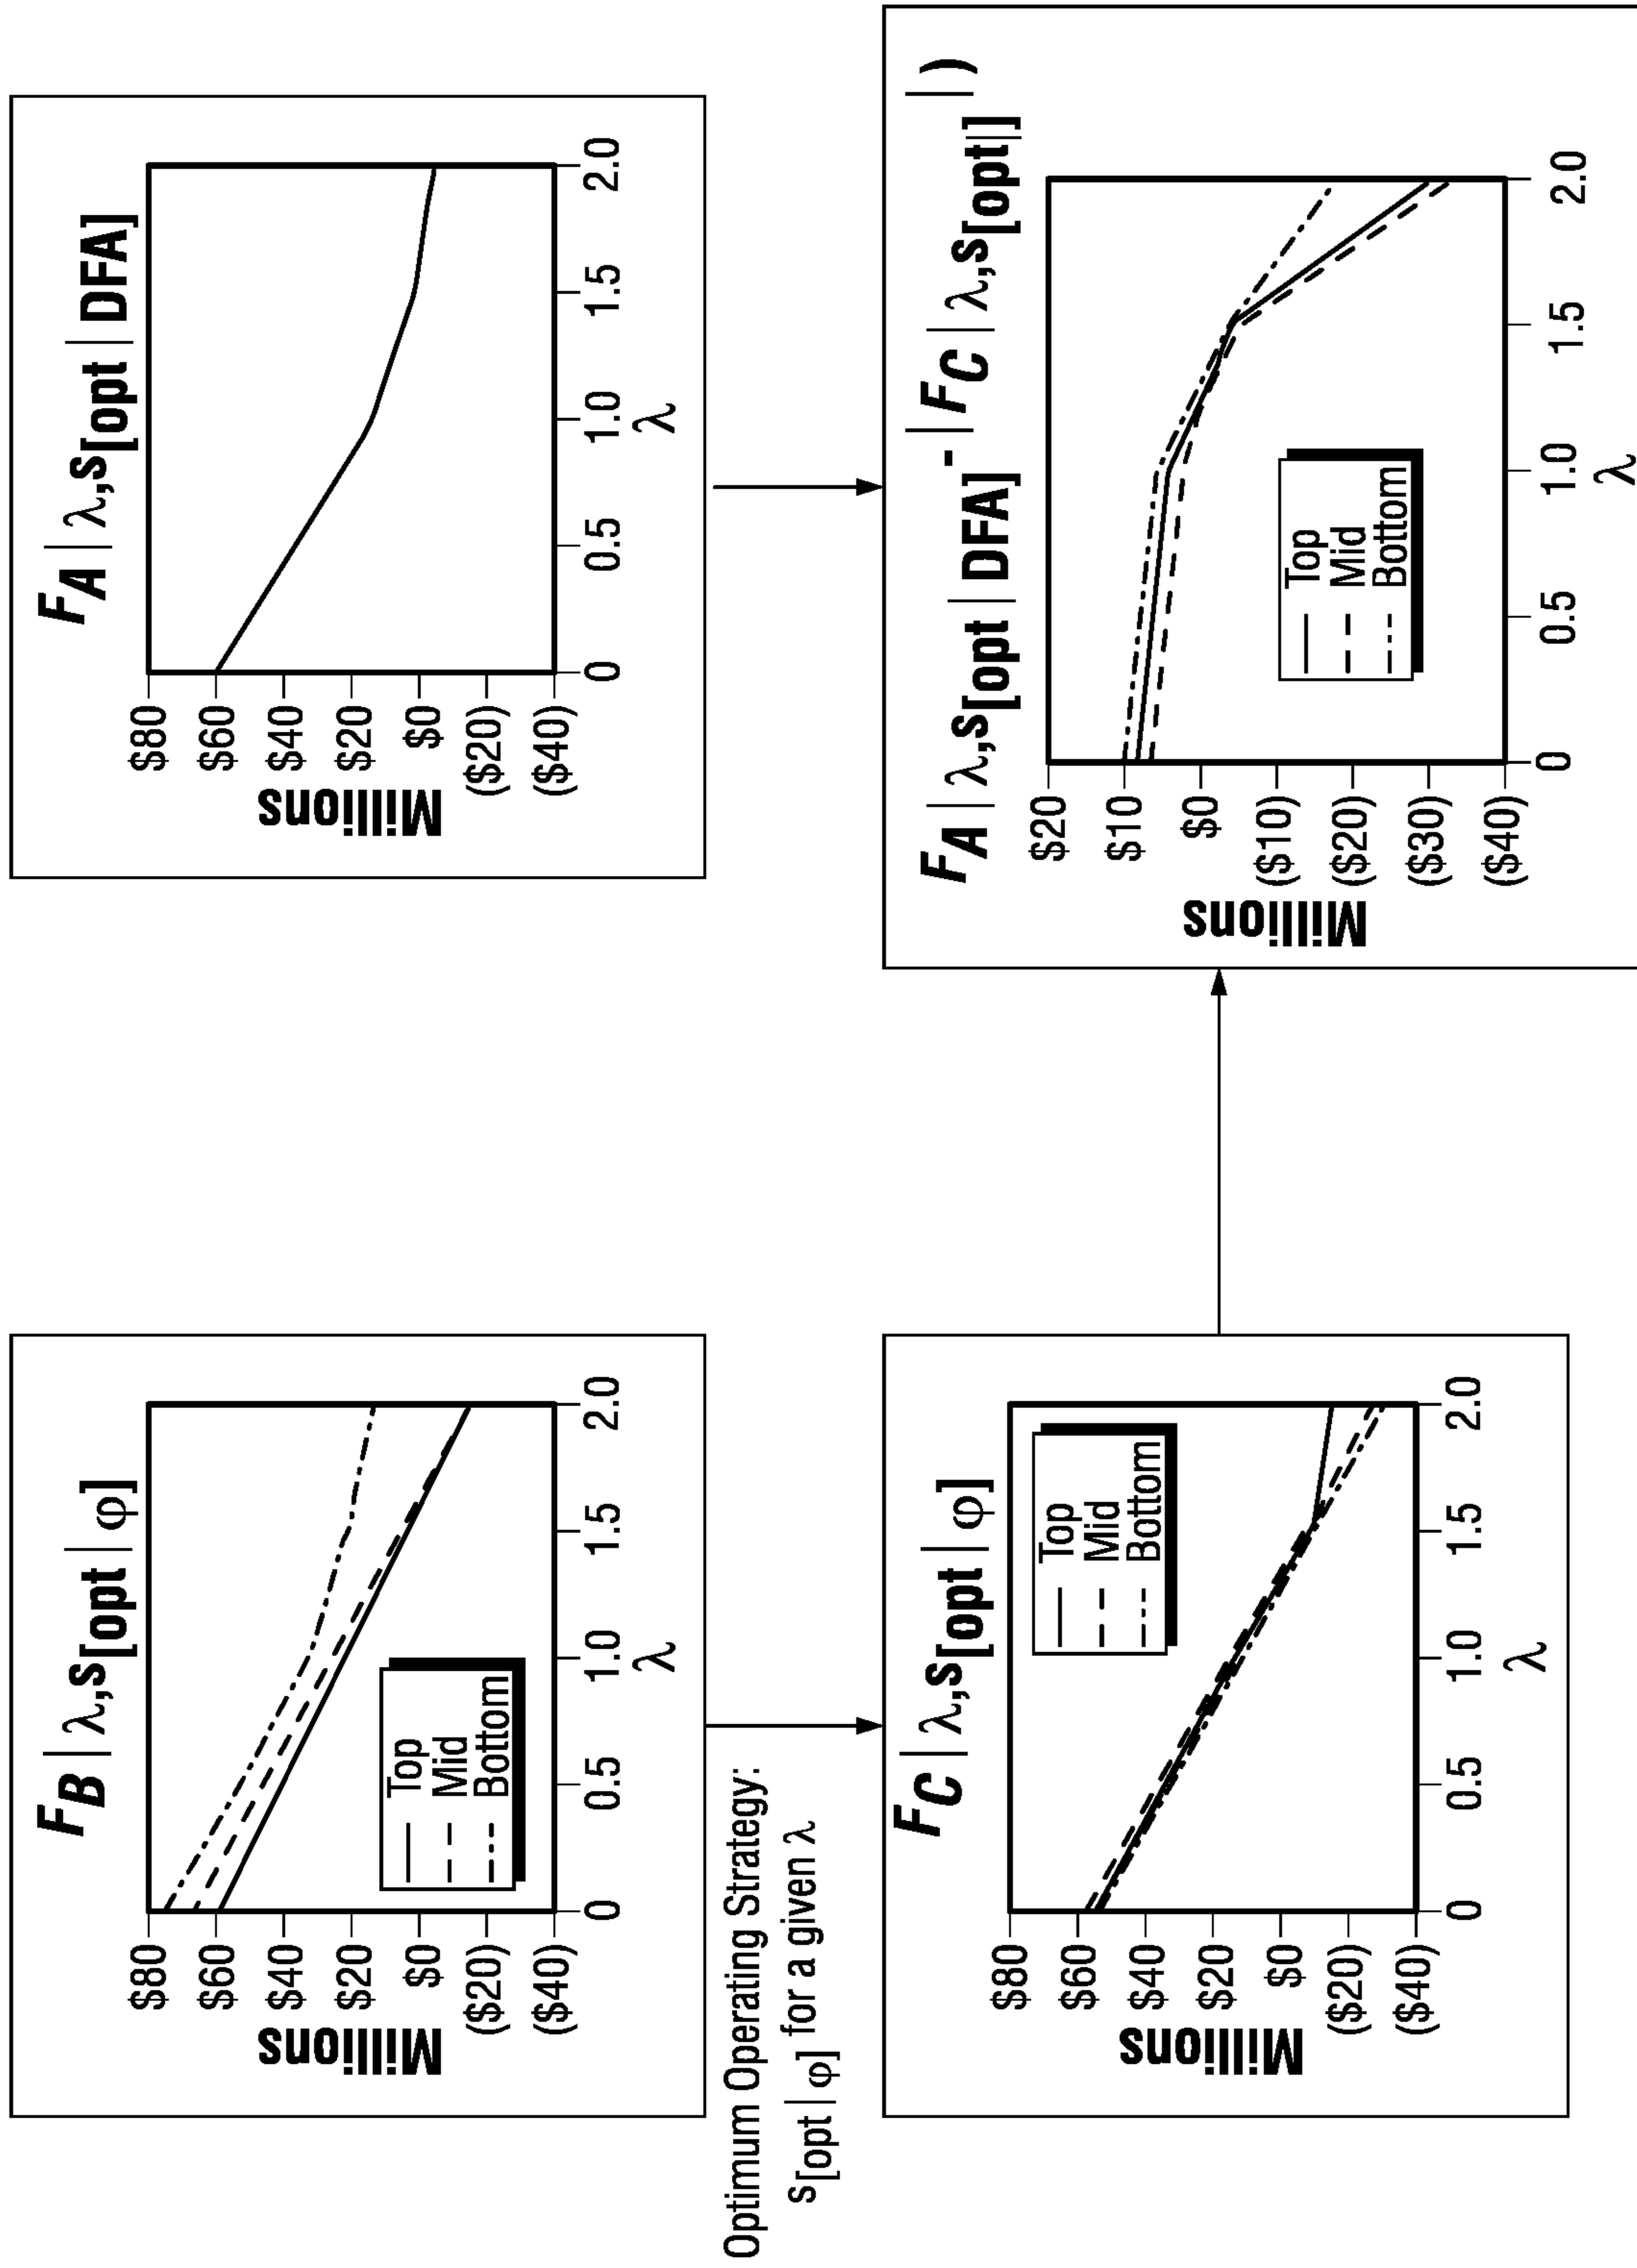 F_B | λ,s[opt | φ]
Millions
$80
$60
$40
$20
$0
($20)
($40)
Top
Mid
Bottom
0 0.5 1.0 1.5 2.0
λ
F_A | λ,s[opt | DFA]
Millions
$80
$60
$40
$20
$0
($20)
($40)
0 0.5 1.0 1.5 2.0
λ
Optimum Operating Strategy:
s[opt | φ] for a given λ
F_C | λ,s[opt | φ]
Millions
$80
$60
$40
$20
$0
($20)
($40)
Top
Mid
Bottom
0 0.5 1.0 1.5 2.0
λ
F_A | λ,s[opt | DFA] - | F_C | λ,s[opt|] | )
Millions
$20
$10
$0
($10)
($20)
($30)
($40)
Top
Mid
Bottom
0 0.5 1.0 1.5 2.0
λ